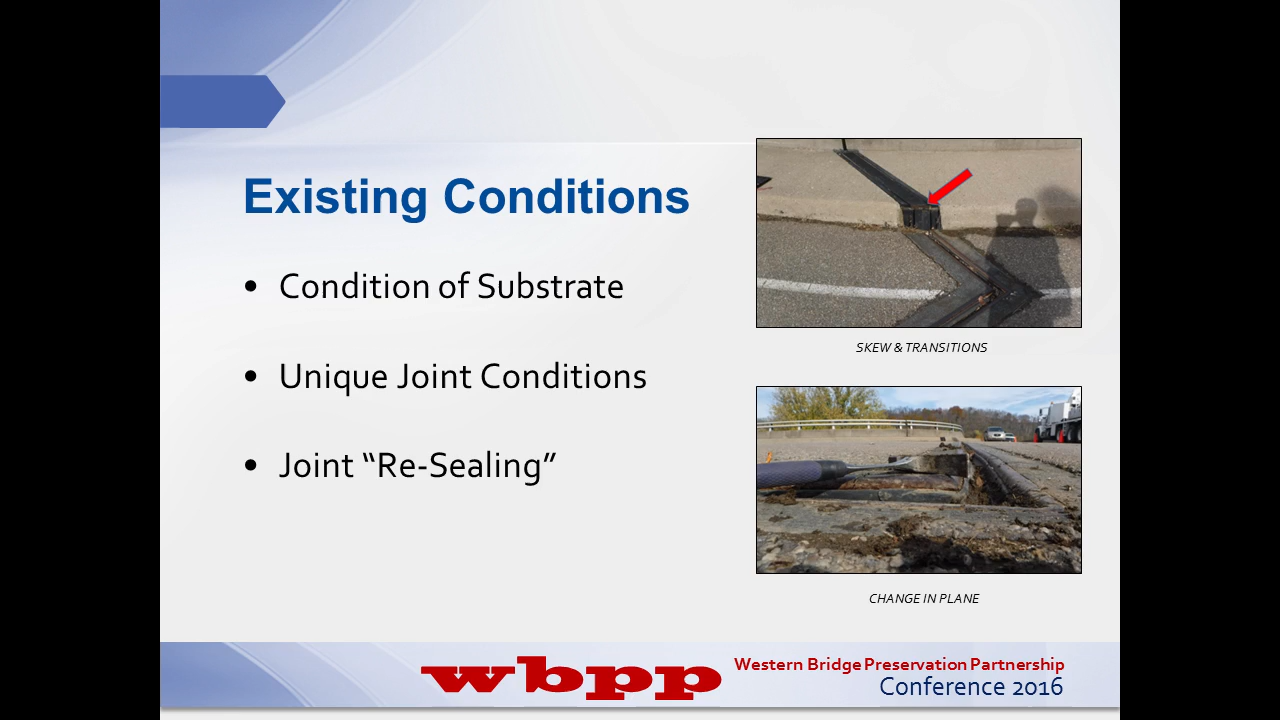 Existing Conditions
• Condition of Substrate
• Unique Joint Conditions
• Joint “Re-Sealing”
SKEW & TRANSITIONS
CHANGE IN PLANE
wbpp
Western Bridge Preservation Partnership
Conference 2016